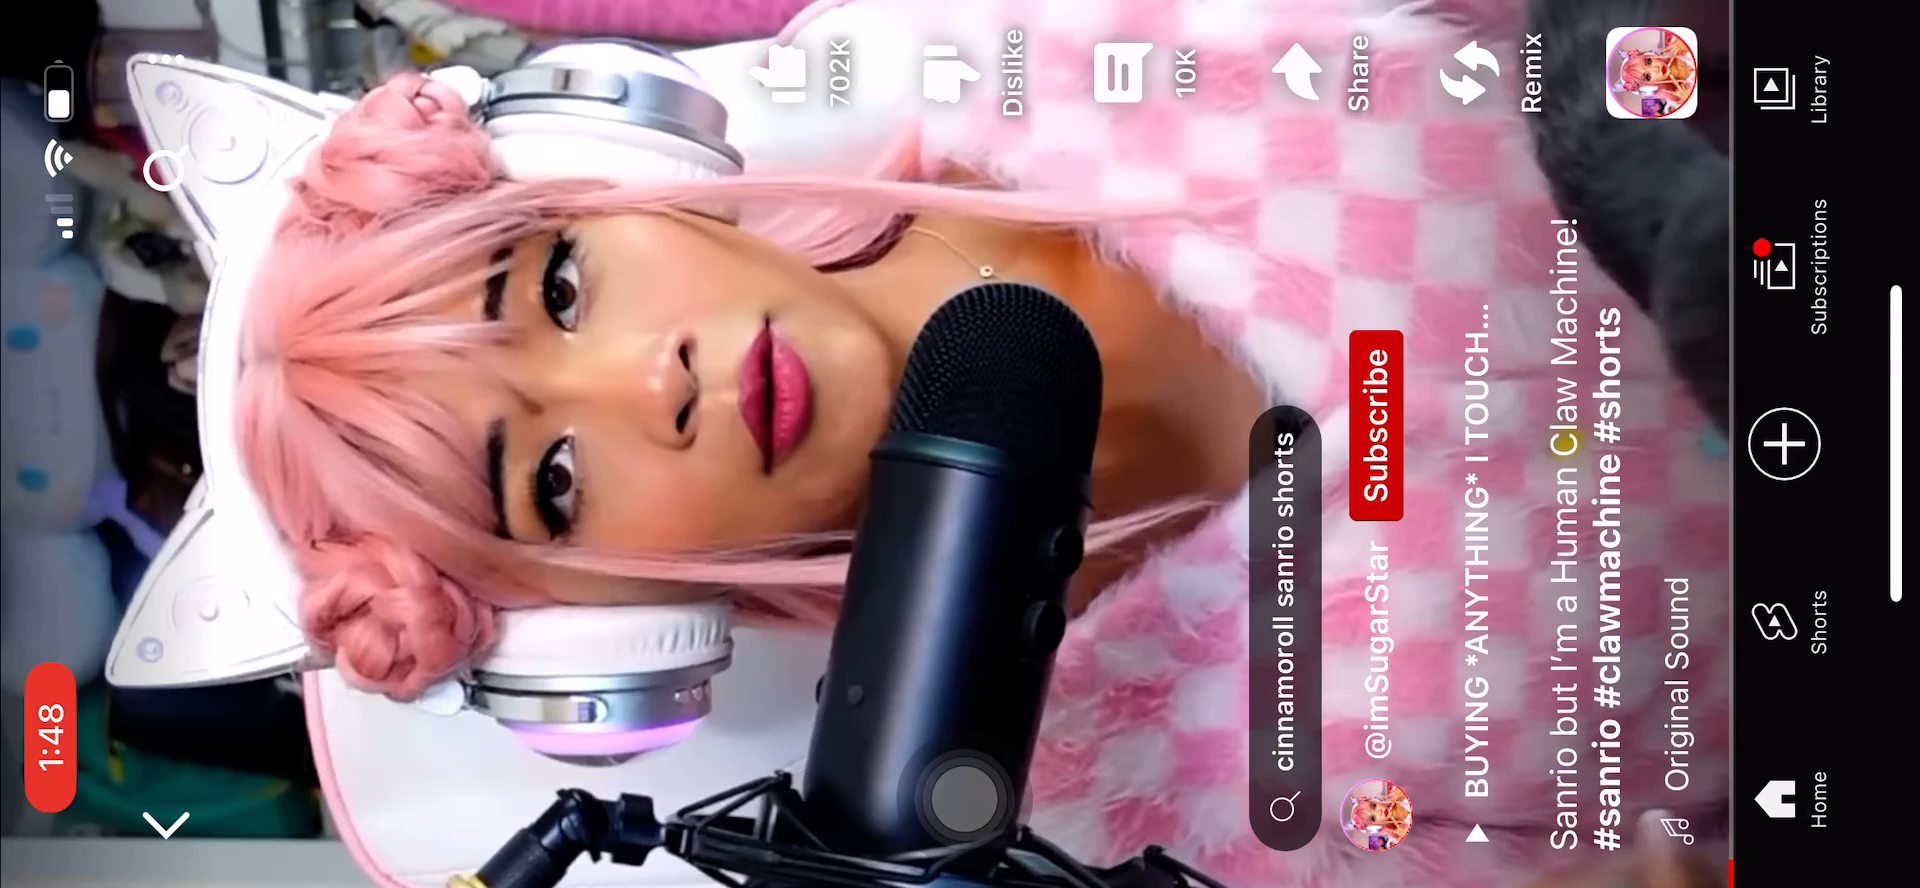 1:48
702K
Dislike
10K
Share
Remix
cinnamoroll sanrio shorts
@imSugarStar
Subscribe
BUYING *ANYTHING* I TOUCH...
Sanrio but I'm a Human Claw Machine!
#sanrio #clawmachine #shorts
Original Sound
Home
Shorts
Subscriptions
Library